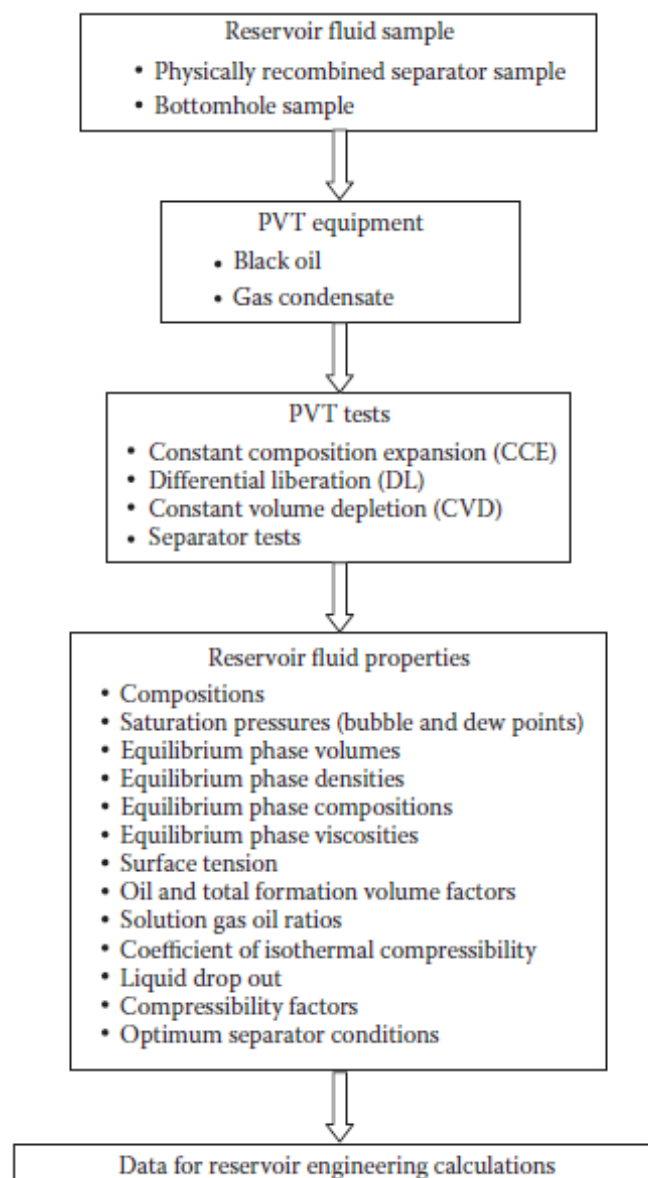 Reservoir fluid sample
• Physically recombined separator sample
• Bottomhole sample
PVT equipment
• Black oil
• Gas condensate
PVT tests
• Constant composition expansion (CCE)
• Differential liberation (DL)
• Constant volume depletion (CVD)
• Separator tests
Reservoir fluid properties
• Compositions
• Saturation pressures (bubble and dew points)
• Equilibrium phase volumes
• Equilibrium phase densities
• Equilibrium phase compositions
• Equilibrium phase viscosities
• Surface tension
• Oil and total formation volume factors
• Solution gas oil ratios
• Coefficient of isothermal compressibility
• Liquid drop out
• Compressibility factors
• Optimum separator conditions
Data for reservoir engineering calculations